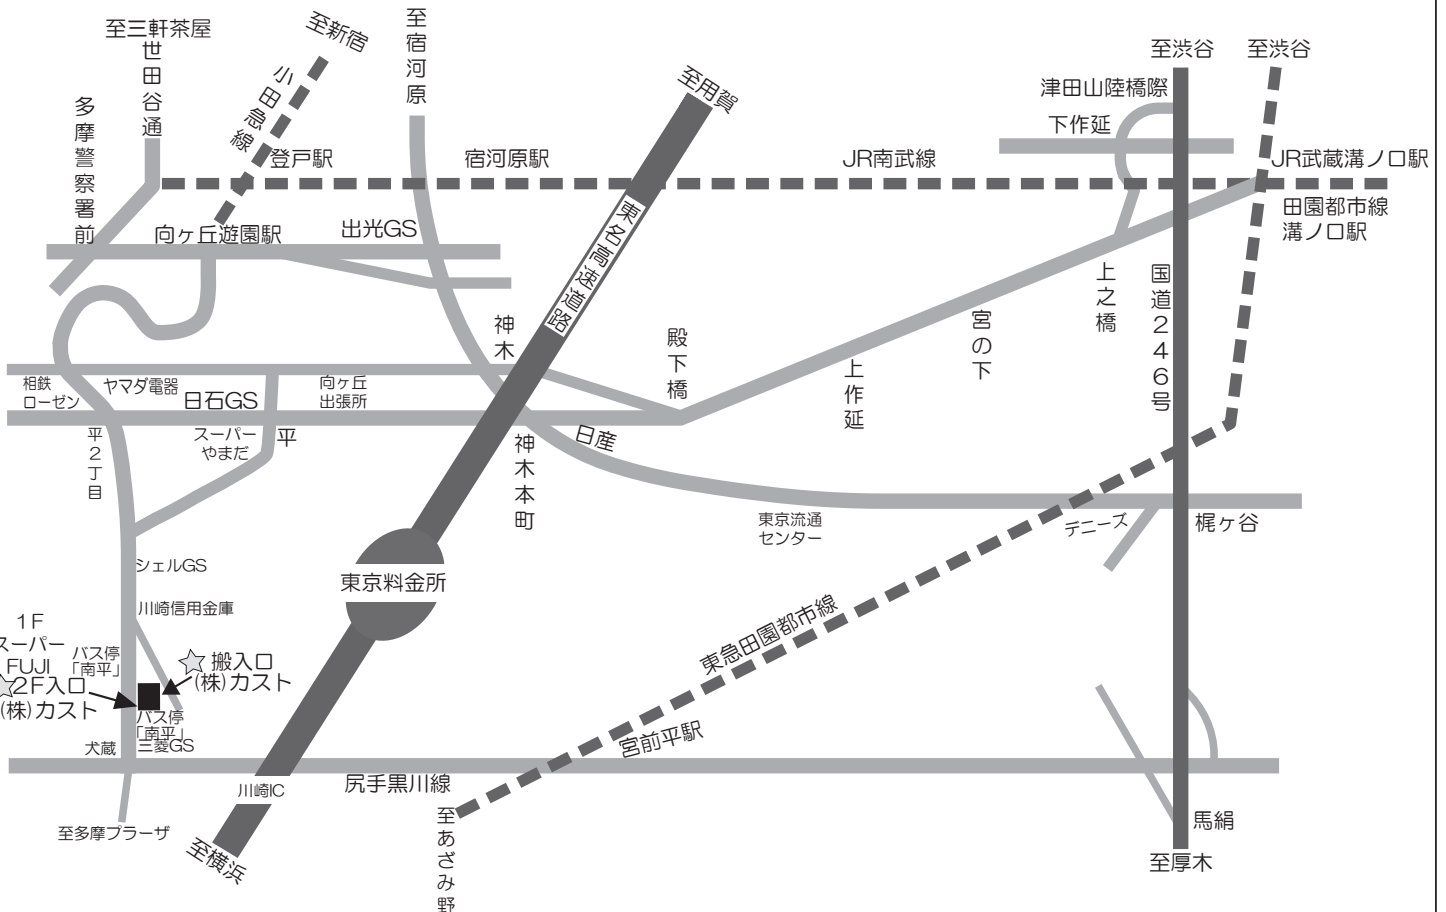 至三軒茶屋
世田谷通
至新宿
小田急線
至宿河原
至用賀
至渋谷
至渋谷
津田山陸橋際
下作延
多摩警察署前
登戸駅
宿河原駅
JR南武線
JR武蔵溝ノ口駅
田園都市線
溝ノ口駅
向ヶ丘遊園駅
出光GS
東名高速道路
上之橋
国道246号
神木
殿下橋
宮の下
上作延
相鉄
ローゼン
ヤマダ電器
日石GS
向ヶ丘
出張所
平2丁目
スーパー
やまだ
平
神木本町
日産
東京流通
センター
デニーズ
梶ヶ谷
シェルGS
東京料金所
川崎信用金庫
1F
スーパー
FUJI
バス停
「南平」
2F入口
(株)カスト
搬入口
(株)カスト
バス停
「南平」
三菱GS
犬蔵
東急田園都市線
宮前平駅
川崎IC
尻手黒川線
至あざみ野
至多摩プラーザ
至横浜
馬絹
至厚木